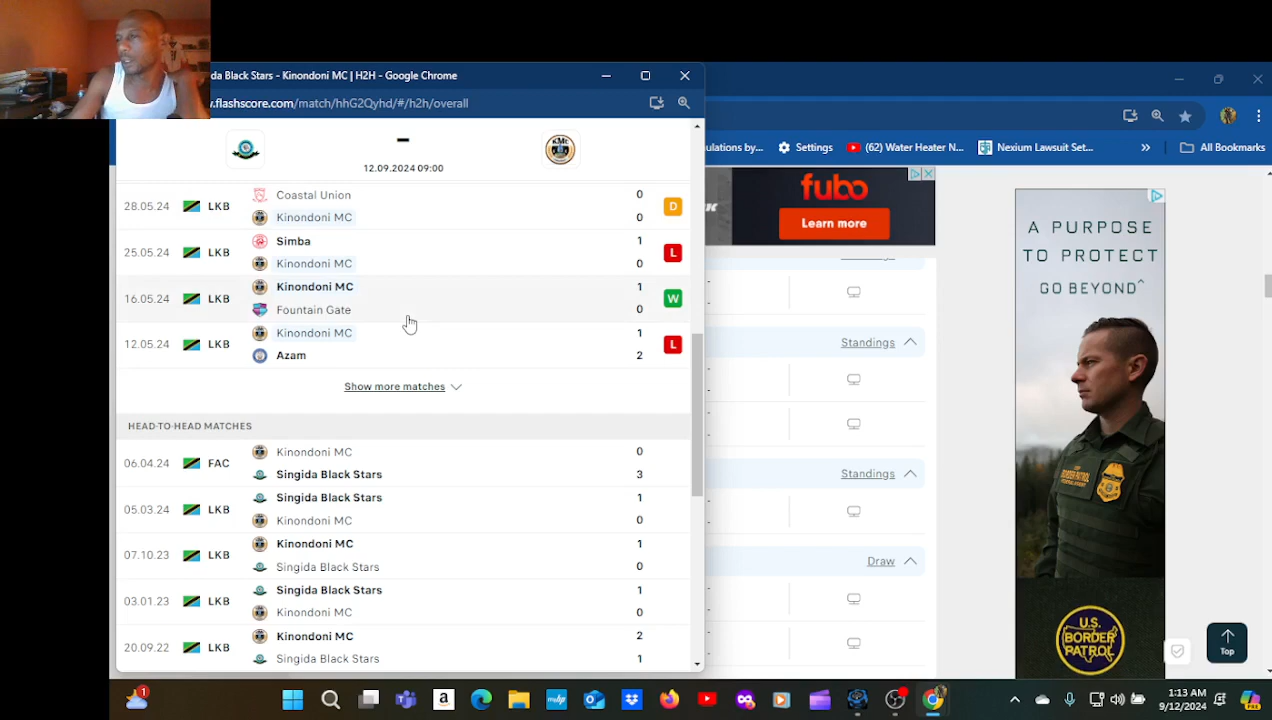 da Black Stars - Kinondoni MC | H2H - Google Chrome
.flashscore.com/match/hhG2Qyhd/#/h2h/overall
ulations by... Settings (62) Water Heater N... Nexium Lawsuit Set... » All Bookmarks
KMC
-
12.09.2024 09:00
28.05.24 LKB Coastal Union 0
Kinondoni MC 0 D
25.05.24 LKB Simba 1
Kinondoni MC 0 L
16.05.24 LKB Kinondoni MC 1
Fountain Gate 0 W
12.05.24 LKB Kinondoni MC 1
Azam 2 L
Show more matches
HEAD-TO-HEAD MATCHES
06.04.24 FAC Kinondoni MC 0
Singida Black Stars 3
05.03.24 LKB Singida Black Stars 1
Kinondoni MC 0
07.10.23 LKB Kinondoni MC 1
Singida Black Stars 0
03.01.23 LKB Singida Black Stars 1
Kinondoni MC 0
20.09.22 LKB Kinondoni MC 2
Singida Black Stars 1
fubo
Learn more
Standings
Standings
Draw
A PURPOSE
TO PROTECT
GO BEYOND^
U.S.
BORDER
PATROL
Top
1
1:13 AM
9/12/2024